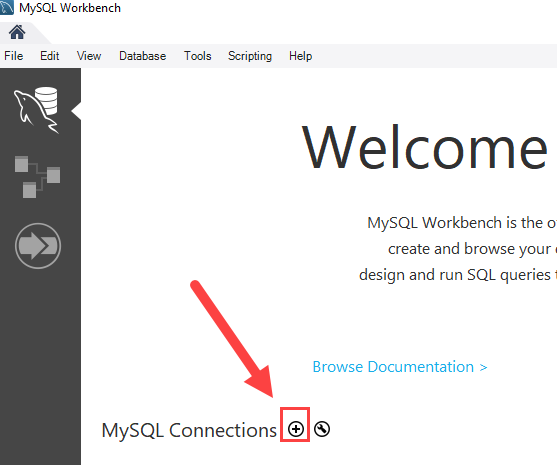 MySQL Workbench
File Edit View Database Tools Scripting Help
Welcome
MySQL Workbench is the o
create and browse your
design and run SQL queries
Browse Documentation >
MySQL Connections